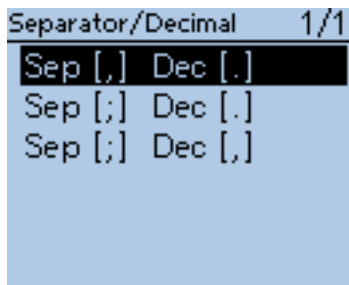 Separator/Decimal 1/1
Sep [,] Dec [.]
Sep [;] Dec [.]
Sep [;] Dec [,]